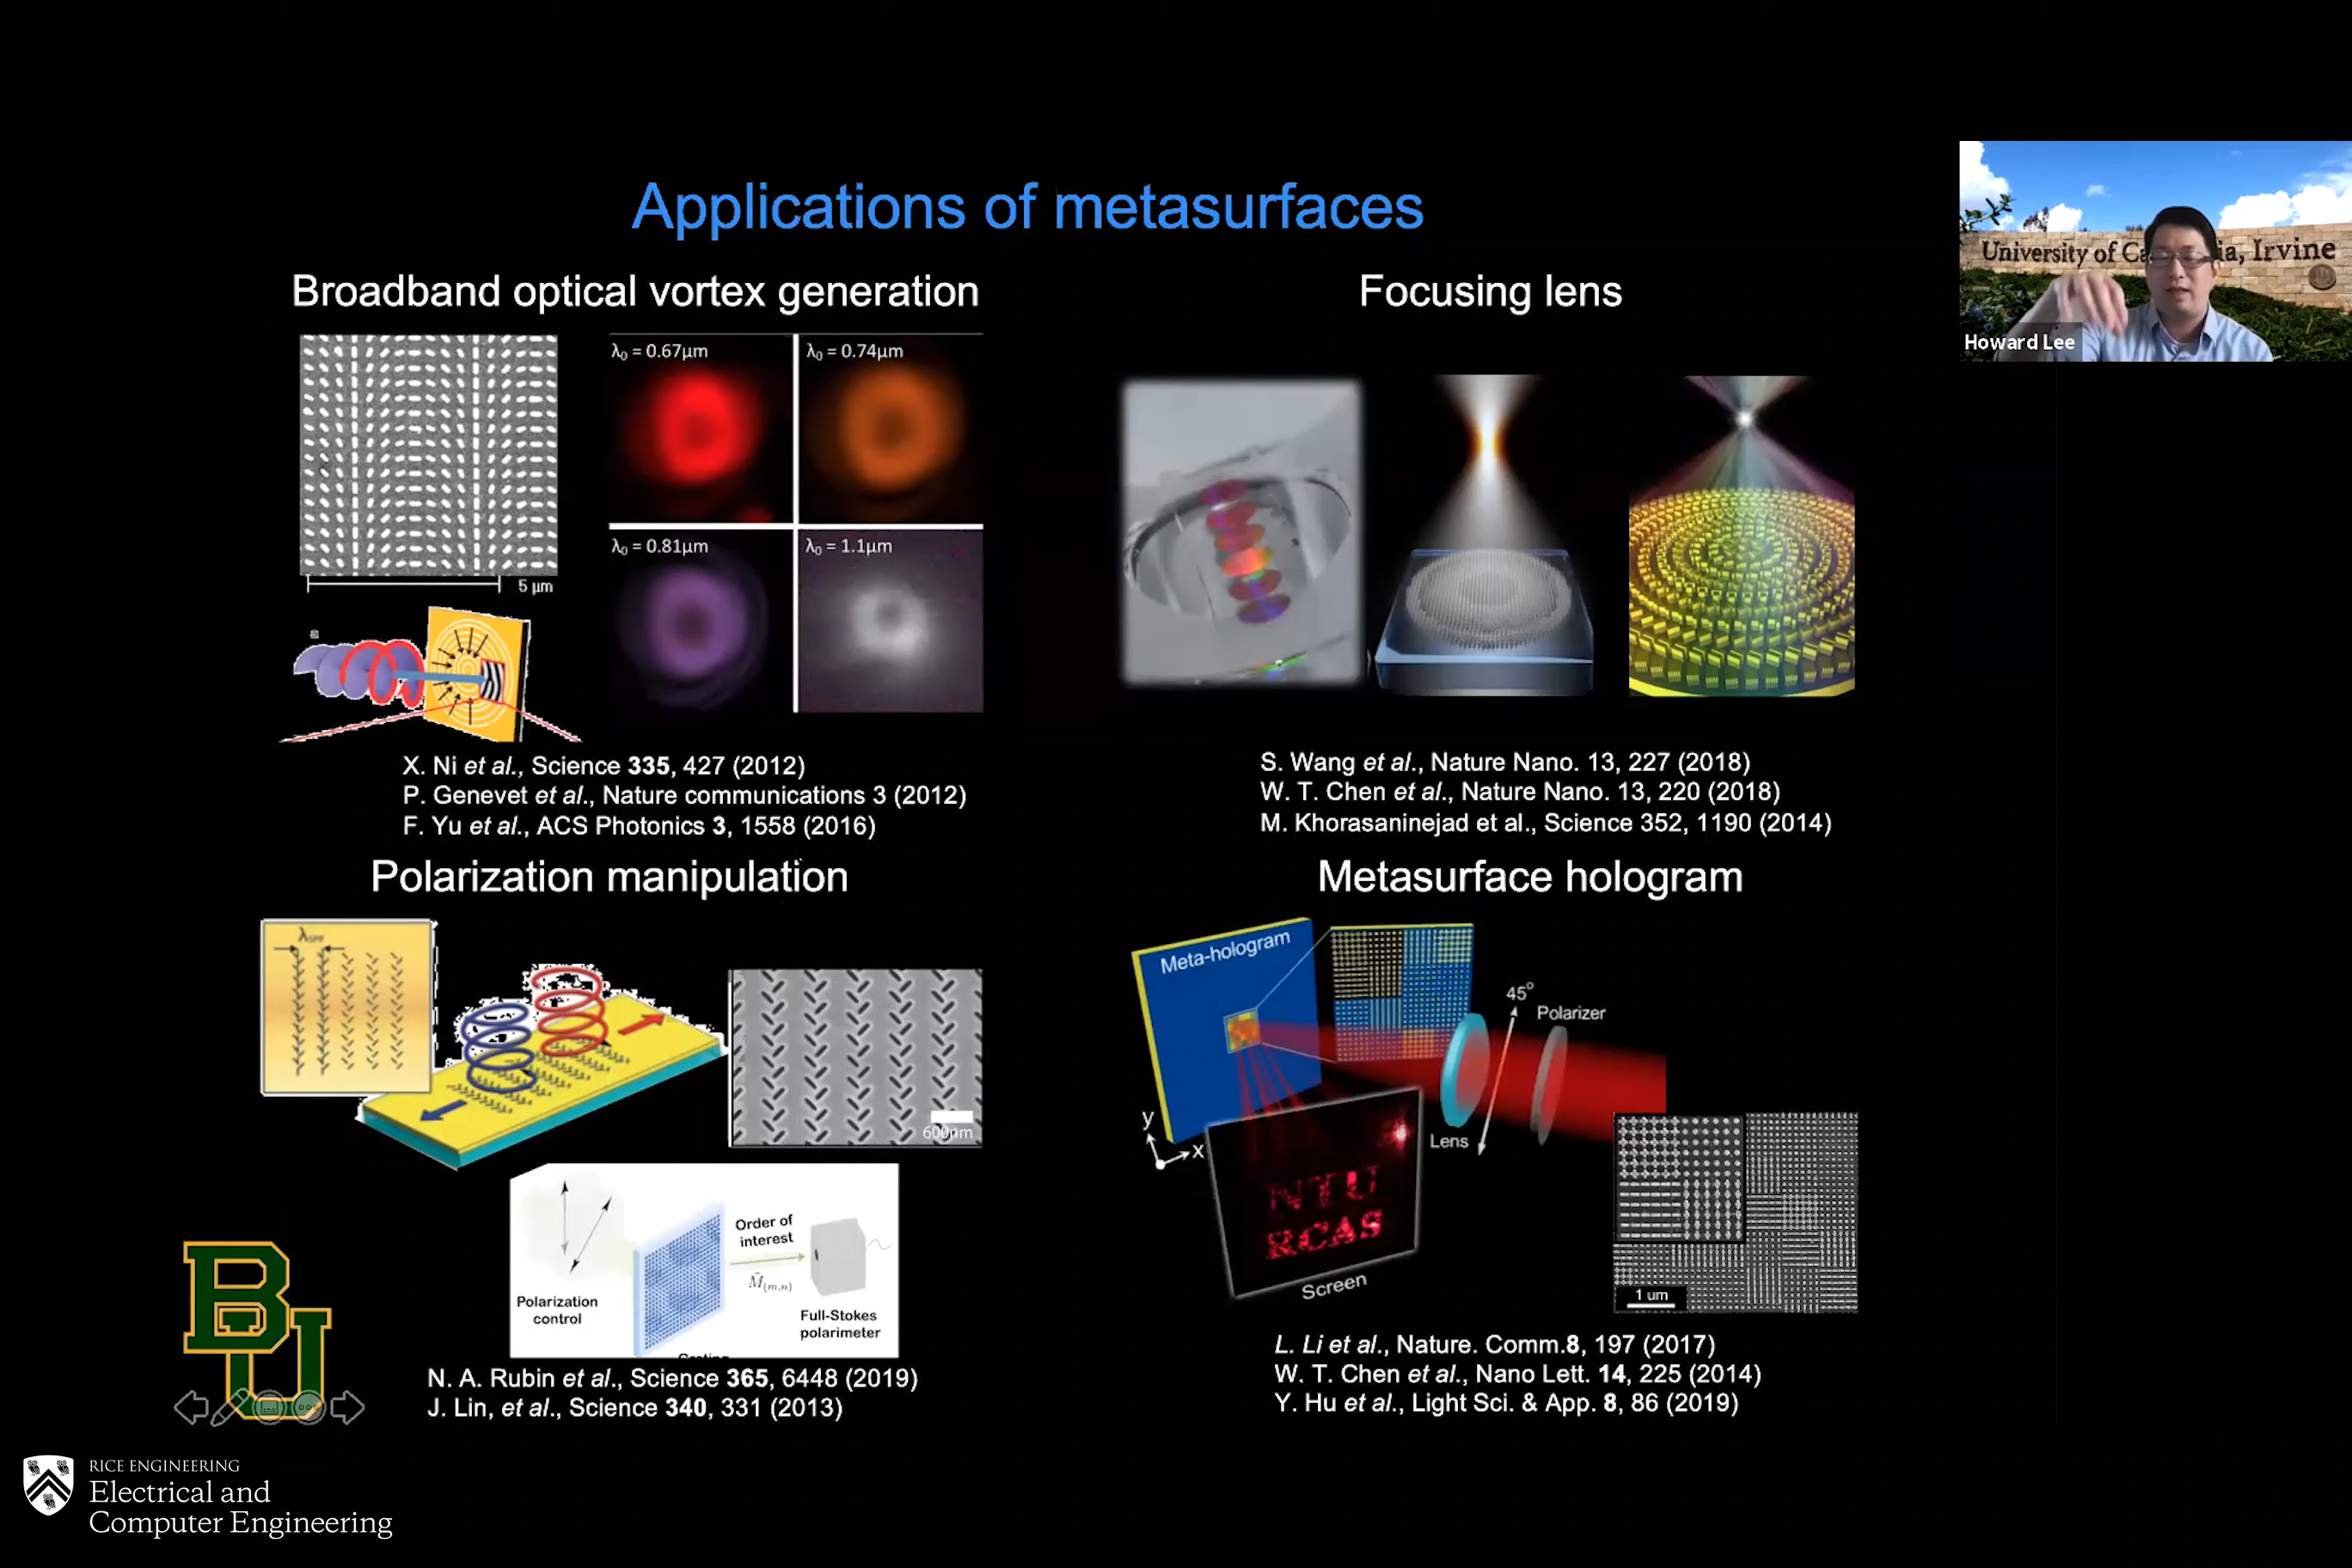 Applications of metasurfaces
Broadband optical vortex generation
λ₀ = 0.67μm
λ₀ = 0.74μm
λ₀ = 0.81μm
λ₀ = 1.1μm
5 μm
a
X. Ni et al., Science 335, 427 (2012)
P. Genevet et al., Nature communications 3 (2012)
F. Yu et al., ACS Photonics 3, 1558 (2016)
Focusing lens
S. Wang et al., Nature Nano. 13, 227 (2018)
W. T. Chen et al., Nature Nano. 13, 220 (2018)
M. Khorasaninejad et al., Science 352, 1190 (2014)
University of Ca ia, Irvine
Howard Lee
Polarization manipulation
λSPP
600nm
Polarization
control
Order of
interest
M̃(m,n)
Full-Stokes
polarimeter
N. A. Rubin et al., Science 365, 6448 (2019)
J. Lin, et al., Science 340, 331 (2013)
Metasurface hologram
Meta-hologram
45°
Polarizer
Lens
y
x
NTU
RCAS
Screen
1 um
L. Li et al., Nature. Comm.8, 197 (2017)
W. T. Chen et al., Nano Lett. 14, 225 (2014)
Y. Hu et al., Light Sci. & App. 8, 86 (2019)
BU
RICE ENGINEERING
Electrical and
Computer Engineering